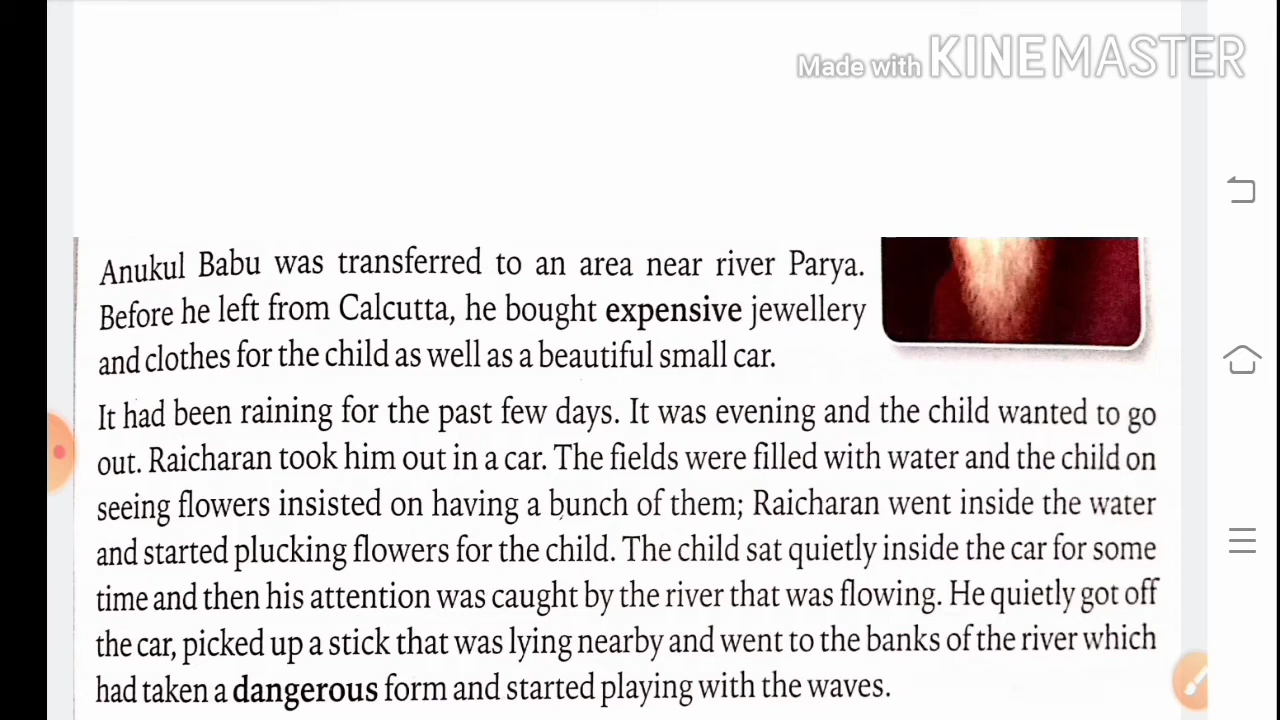 Made with KINEMASTER
Anukul Babu was transferred to an area near river Parya.
Before he left from Calcutta, he bought expensive jewellery
and clothes for the child as well as a beautiful small car.
It had been raining for the past few days. It was evening and the child wanted to go
out. Raicharan took him out in a car. The fields were filled with water and the child on
seeing flowers insisted on having a bunch of them; Raicharan went inside the water
and started plucking flowers for the child. The child sat quietly inside the car for some
time and then his attention was caught by the river that was flowing. He quietly got off
the car, picked up a stick that was lying nearby and went to the banks of the river which
had taken a dangerous form and started playing with the waves.